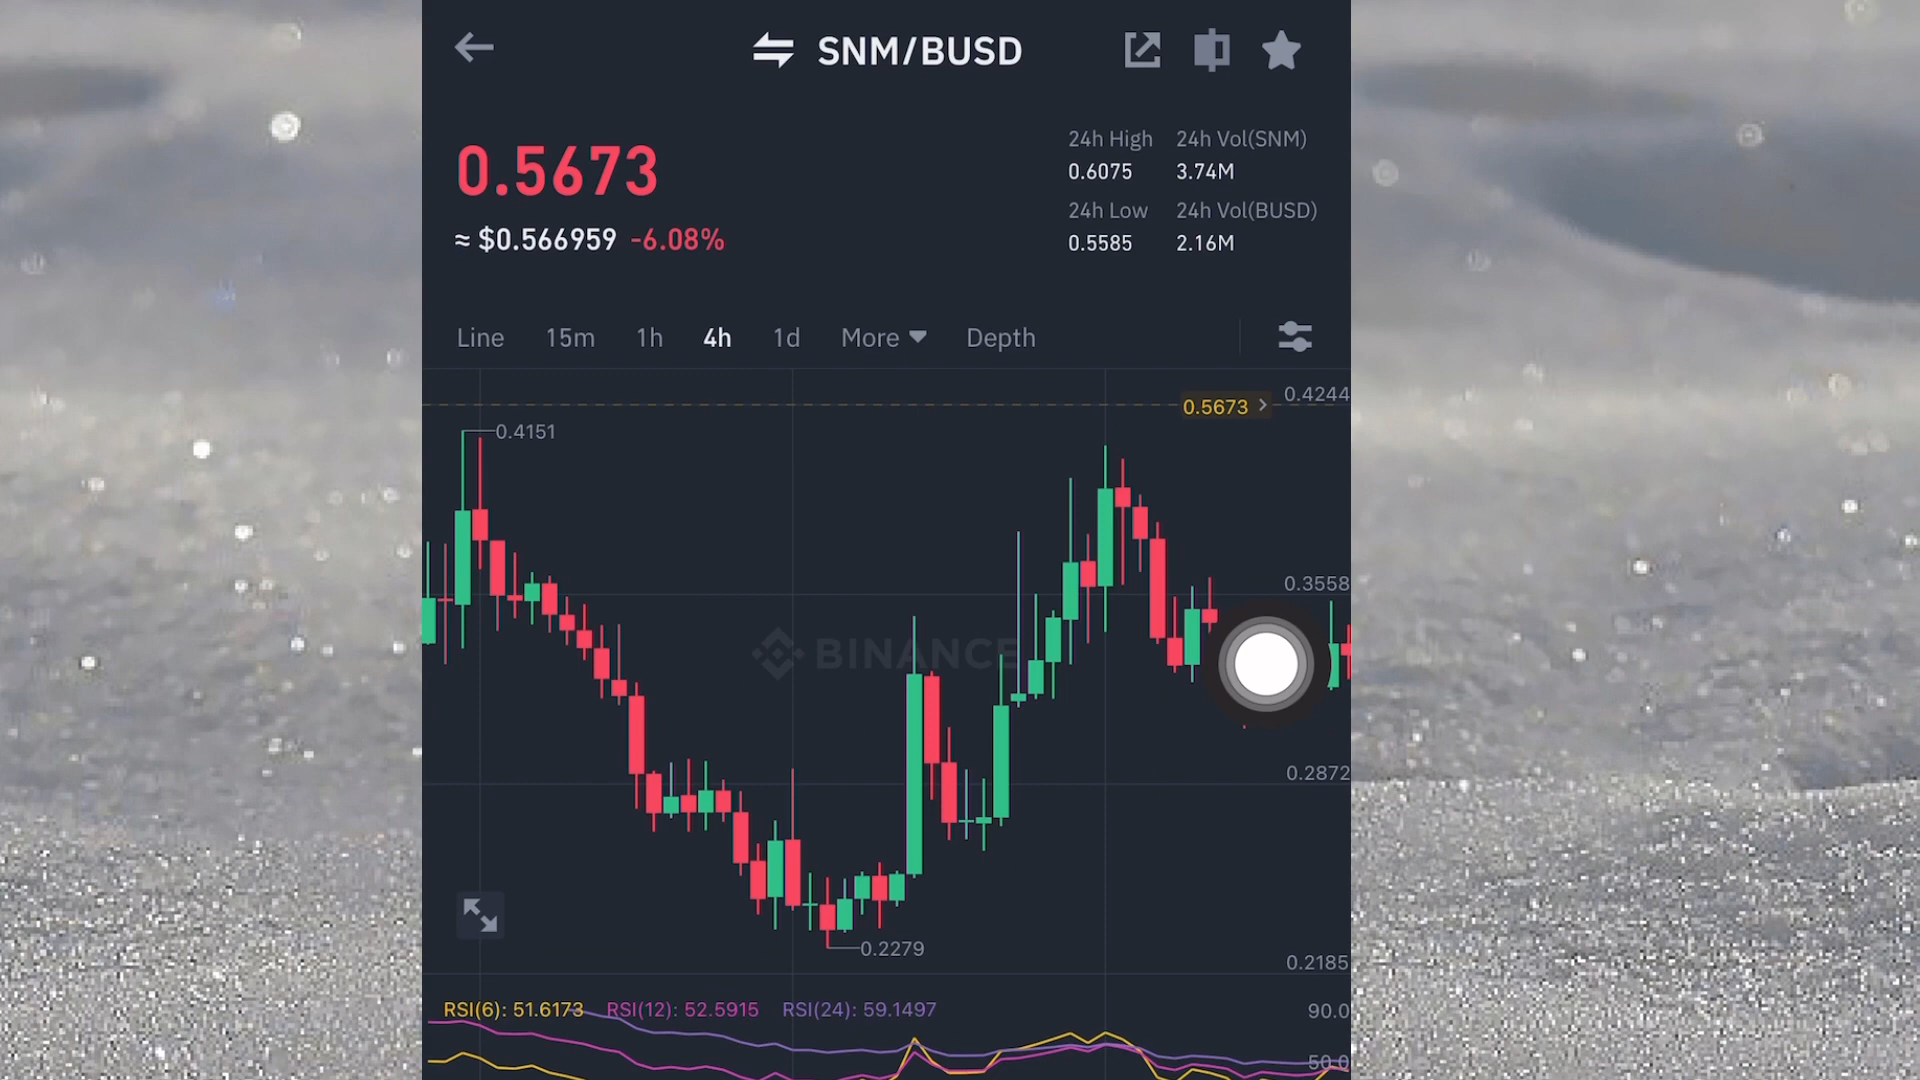 SNM/BUSD
0.5673
≈ $0.566959 -6.08%
24h High 24h Vol(SNM)
0.6075 3.74M
24h Low 24h Vol(BUSD)
0.5585 2.16M
Line 15m 1h 4h 1d More Depth
0.4244
0.5673
0.4151
0.3558
BINANCE
0.2872
0.2279
0.2185
RSI(6): 51.6173 RSI(12): 52.5915 RSI(24): 59.1497
90.0
50.0